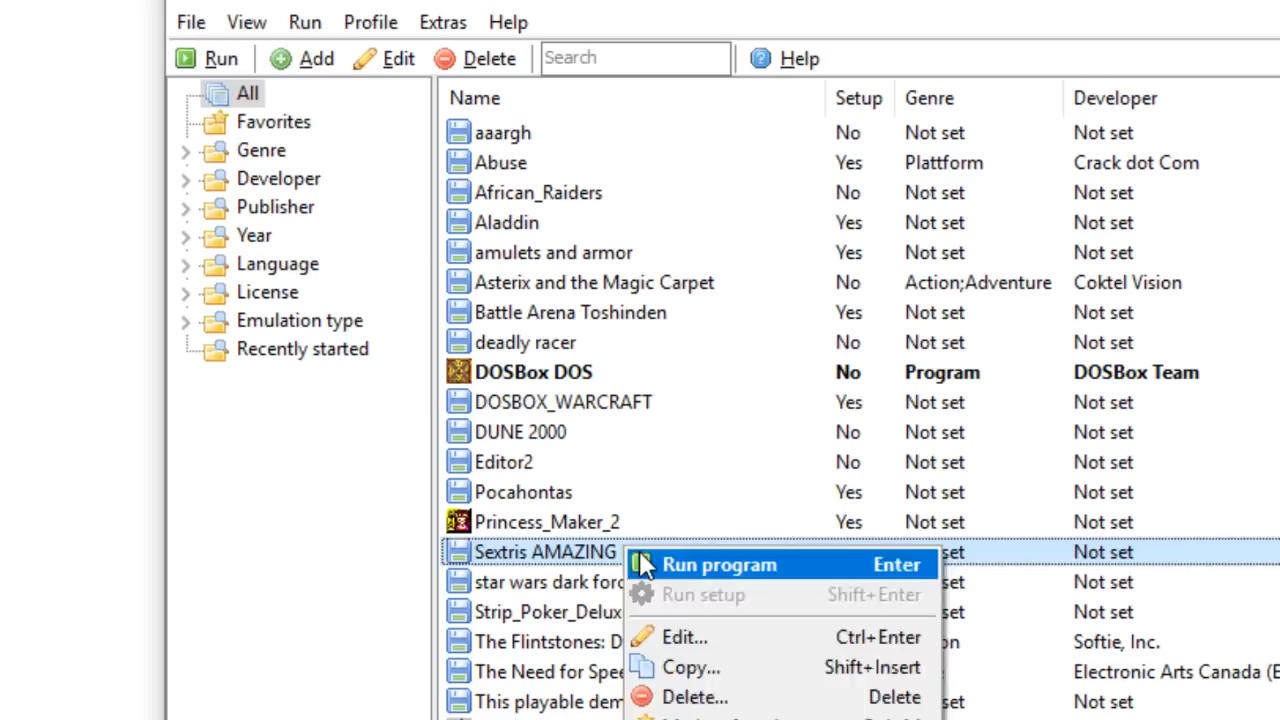 File View Run Profile Extras Help
Run Add Edit Delete Search Help
All
Favorites
Genre
Developer
Publisher
Year
Language
License
Emulation type
Recently started
Name Setup Genre Developer
aaargh No Not set Not set
Abuse Yes Plattform Crack dot Com
African_Raiders No Not set Not set
Aladdin Yes Not set Not set
amulets and armor Yes Not set Not set
Asterix and the Magic Carpet No Action;Adventure Coktel Vision
Battle Arena Toshinden Yes Not set Not set
deadly racer No Not set Not set
DOSBox DOS No Program DOSBox Team
DOSBOX_WARCRAFT Yes Not set Not set
DUNE 2000 No Not set Not set
Editor2 No Not set Not set
Pocahontas Yes Not set Not set
Princess_Maker_2 Yes Not set Not set
Sextris AMAZING set Not set
star wars dark forc Not set
Strip_Poker_Delux Not set
The Flintstones: D on Softie, Inc.
The Need for Spee Electronic Arts Canada (E
This playable dem set Not set
Run program Enter
Run setup Shift+Enter
Edit... Ctrl+Enter
Copy... Shift+Insert
Delete... Delete